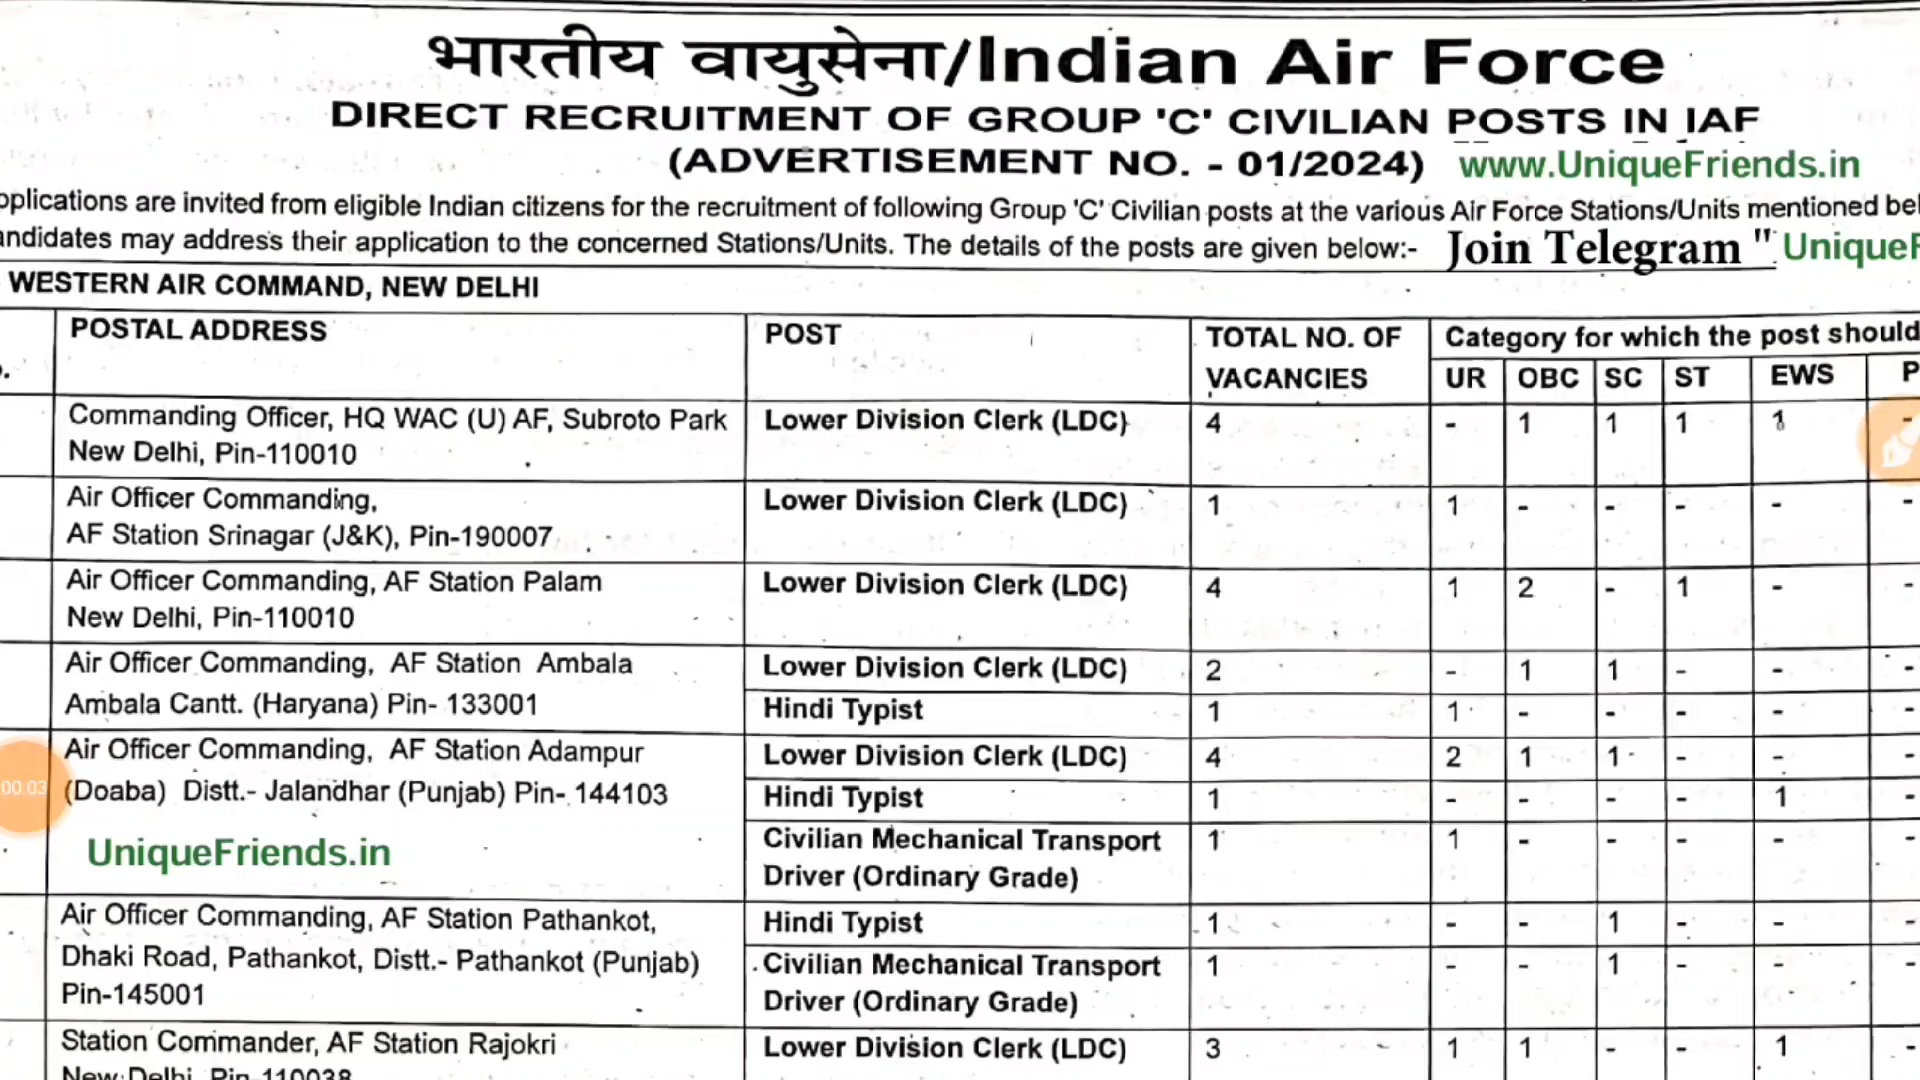 भारतीय वायुसेना/Indian Air Force
DIRECT RECRUITMENT OF GROUP 'C' CIVILIAN POSTS IN IAF
(ADVERTISEMENT NO. - 01/2024) www.UniqueFriends.in
pplications are invited from eligible Indian citizens for the recruitment of following Group 'C' Civilian posts at the various Air Force Stations/Units mentioned bel
andidates may address their application to the concerned Stations/Units. The details of the posts are given below:- Join Telegram " UniqueF
WESTERN AIR COMMAND, NEW DELHI
POSTAL ADDRESS POST TOTAL NO. OF VACANCIES Category for which the post should
UR OBC SC ST EWS P
Commanding Officer, HQ WAC (U) AF, Subroto Park Lower Division Clerk (LDC) 4 - 1 1 1 1 -
New Delhi, Pin-110010
Air Officer Commanding, Lower Division Clerk (LDC) 1 1 - - - - -
AF Station Srinagar (J&K), Pin-190007
Air Officer Commanding, AF Station Palam Lower Division Clerk (LDC) 4 1 2 - 1 - -
New Delhi, Pin-110010
Air Officer Commanding, AF Station Ambala Lower Division Clerk (LDC) 2 - 1 1 - - -
Ambala Cantt. (Haryana) Pin- 133001 Hindi Typist 1 1 - - - - -
Air Officer Commanding, AF Station Adampur Lower Division Clerk (LDC) 4 2 1 1 - - -
(Doaba) Distt.- Jalandhar (Punjab) Pin- 144103 Hindi Typist 1 - - - - 1 -
00:03
UniqueFriends.in Civilian Mechanical Transport 1 1 - - - - -
Driver (Ordinary Grade)
Air Officer Commanding, AF Station Pathankot, Hindi Typist 1 - - 1 - - -
Dhaki Road, Pathankot, Distt.- Pathankot (Punjab) Civilian Mechanical Transport 1 - - 1 - - -
Pin-145001 Driver (Ordinary Grade)
Station Commander, AF Station Rajokri Lower Division Clerk (LDC) 3 1 1 - - 1 -
New Delhi, Pin-110038